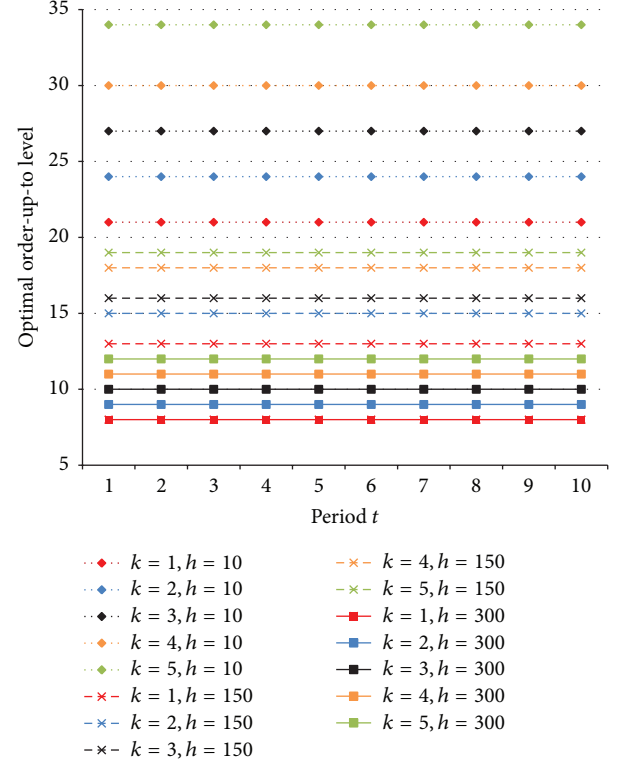 35
30
25
20
15
10
5
Optimal order-up-to level
1 2 3 4 5 6 7 8 9 10
Period t
k = 1, h = 10
k = 2, h = 10
k = 3, h = 10
k = 4, h = 10
k = 5, h = 10
k = 1, h = 150
k = 2, h = 150
k = 3, h = 150
k = 4, h = 150
k = 5, h = 150
k = 1, h = 300
k = 2, h = 300
k = 3, h = 300
k = 4, h = 300
k = 5, h = 300